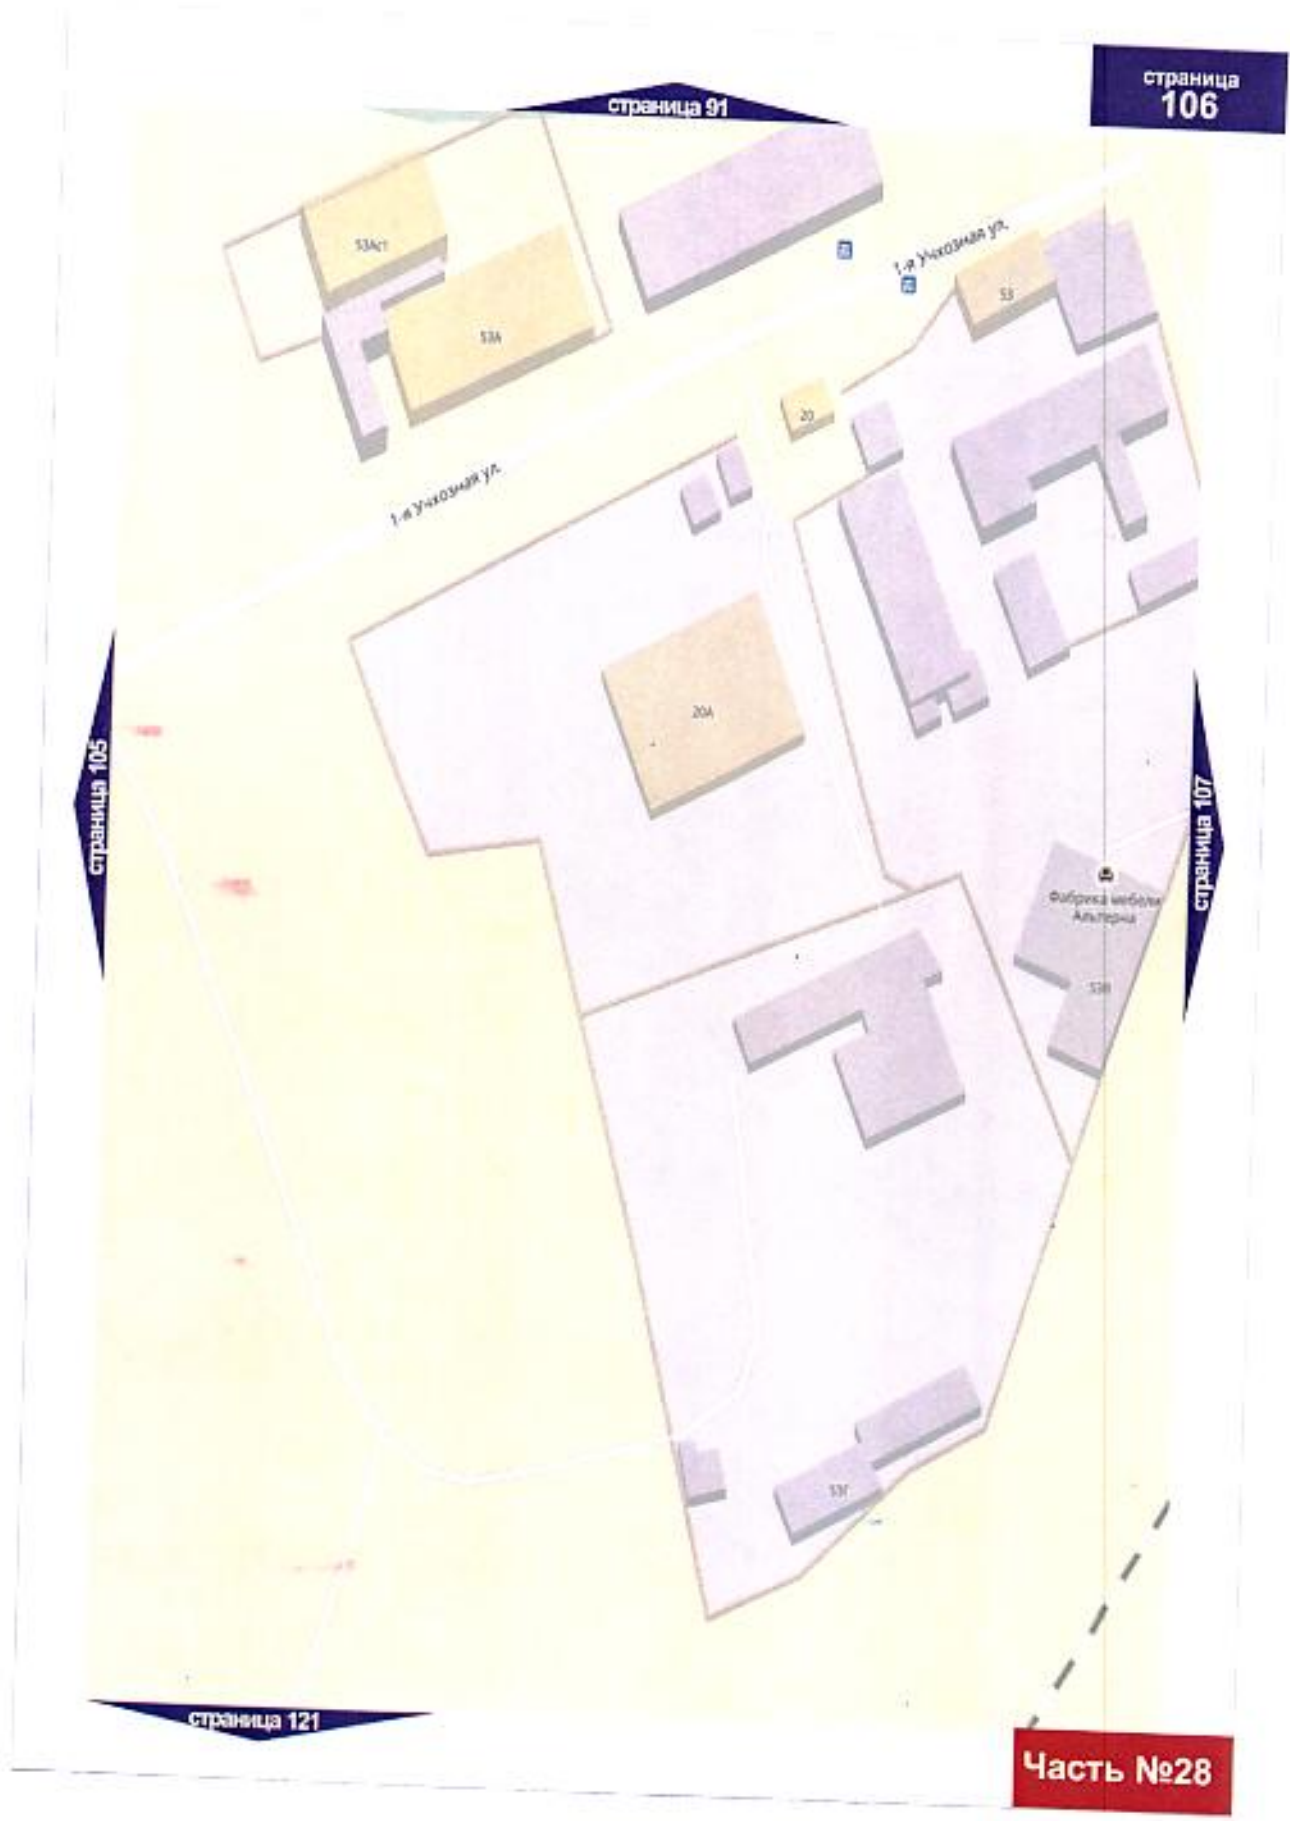 страница 91
страница
106
53Аст
53А
1-я Учхозная ул.
53
20
1-я Учхозная ул.
20А
страница 105
страница 107
Фабрика мебели
Альтерна
53В
53Г
страница 121
Часть №28